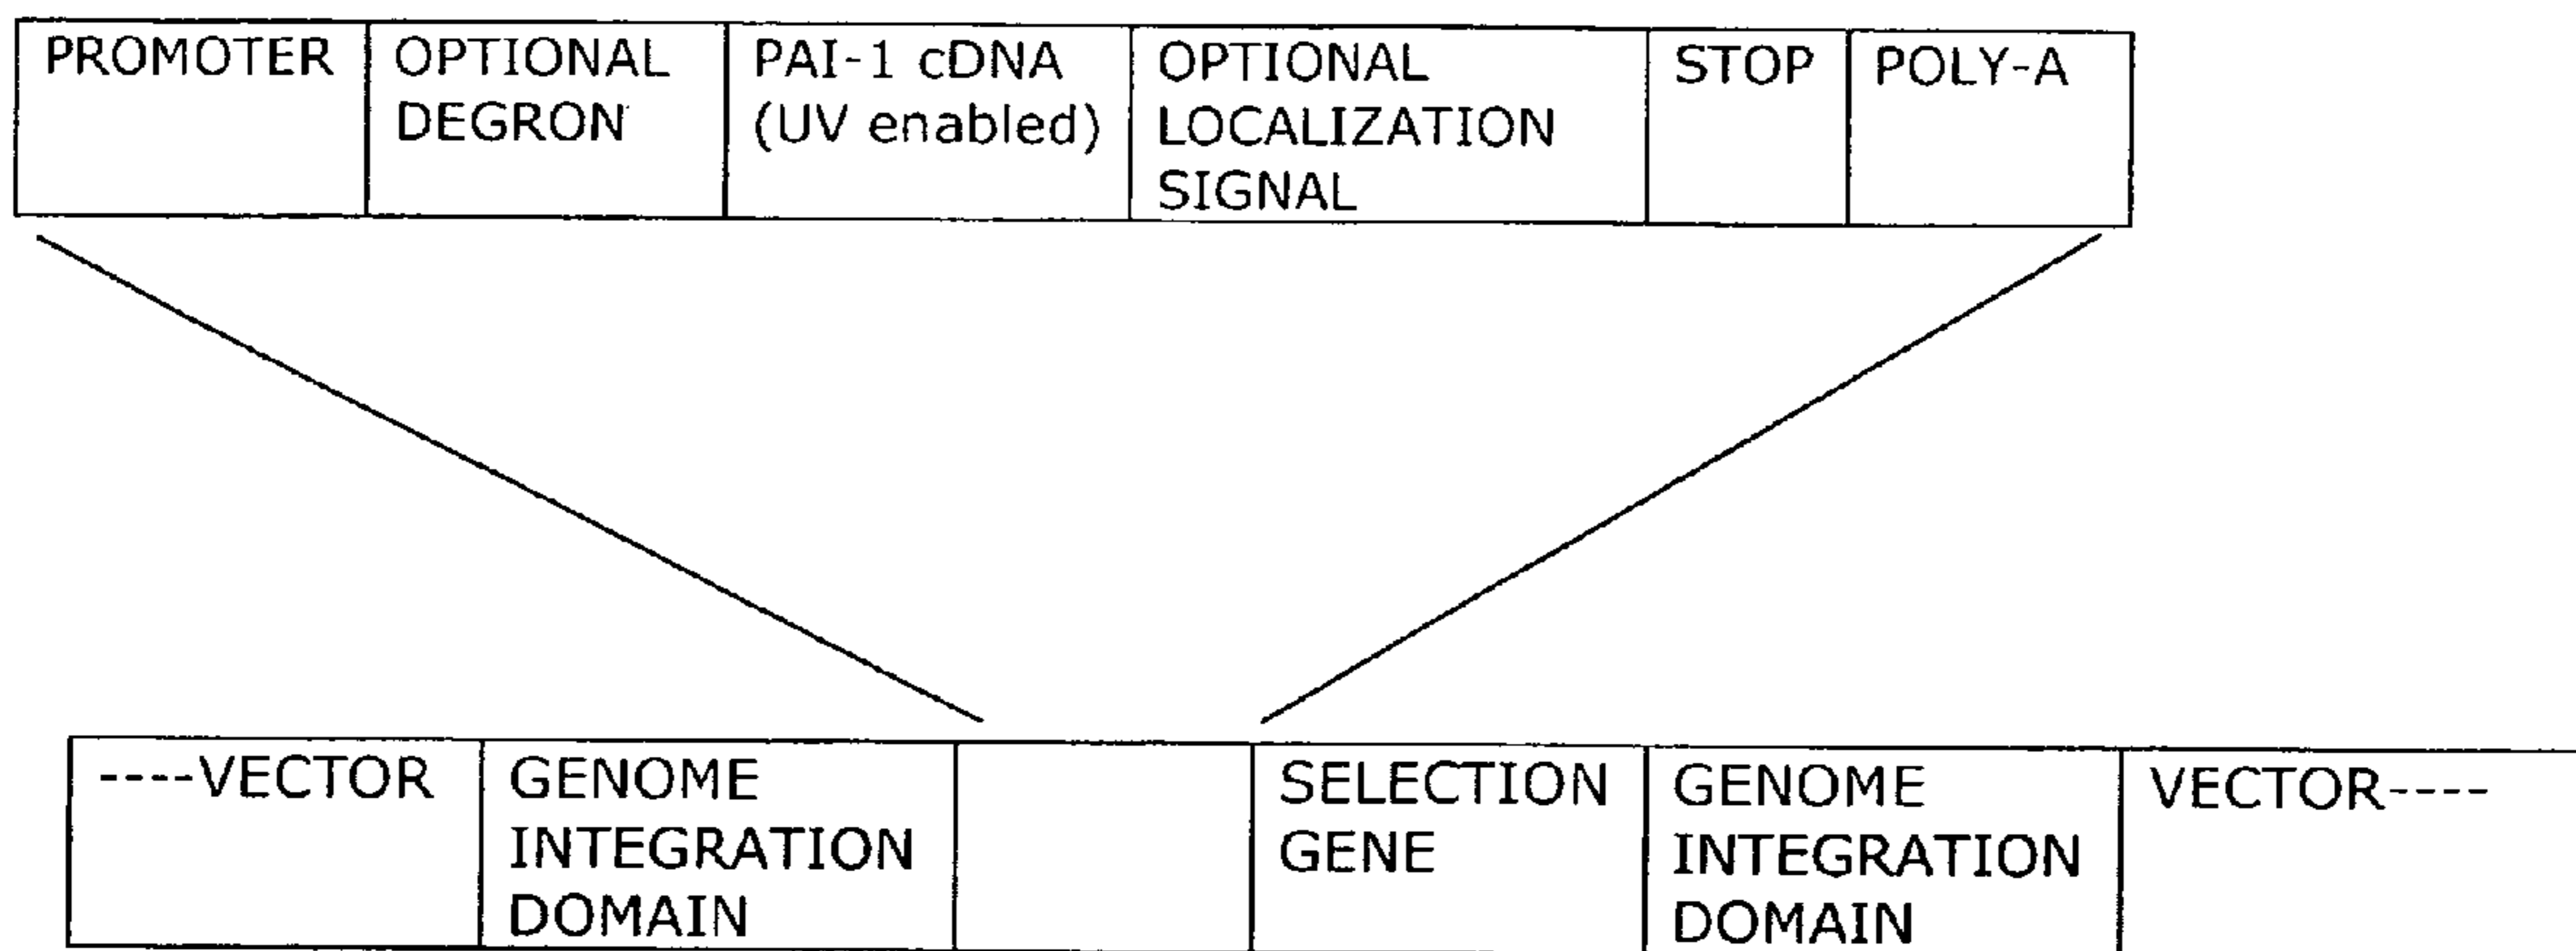 PROMOTER
OPTIONAL
DEGRON
PAI-1 cDNA
(UV enabled)
OPTIONAL
LOCALIZATION
SIGNAL
STOP
POLY-A
----VECTOR
GENOME
INTEGRATION
DOMAIN
SELECTION
GENE
GENOME
INTEGRATION
DOMAIN
VECTOR----